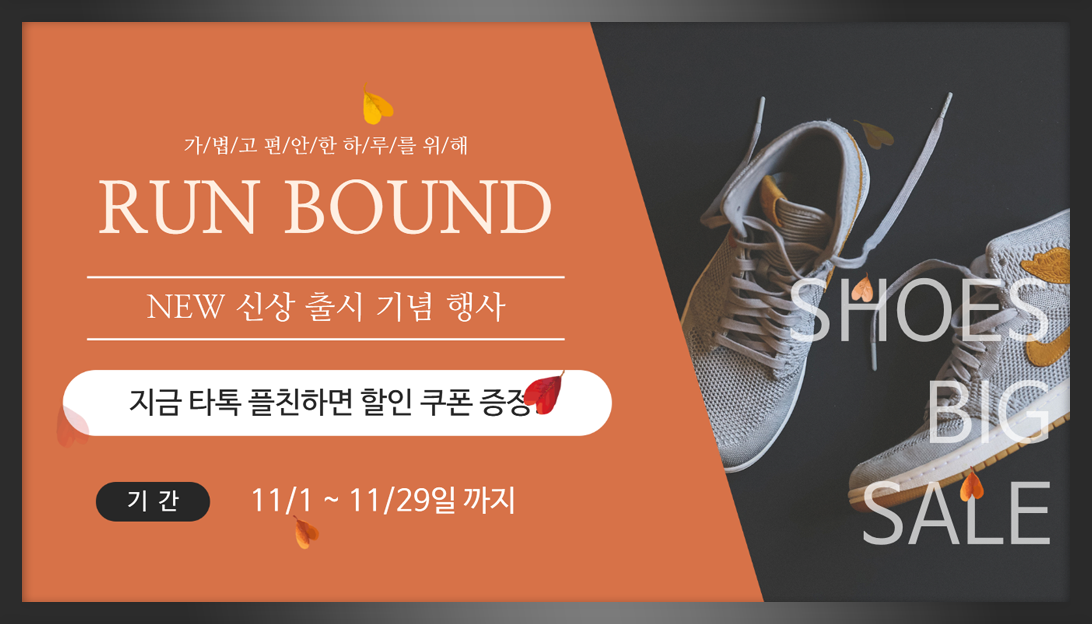 가/볍/고 편/안/한 하/루/를 위/해
RUN BOUND
NEW 신상 출시 기념 행사
지금 타톡 플친하면 할인 쿠폰 증정
기 간
11/1 ~ 11/29일 까지
SHOES
BIG
SALE